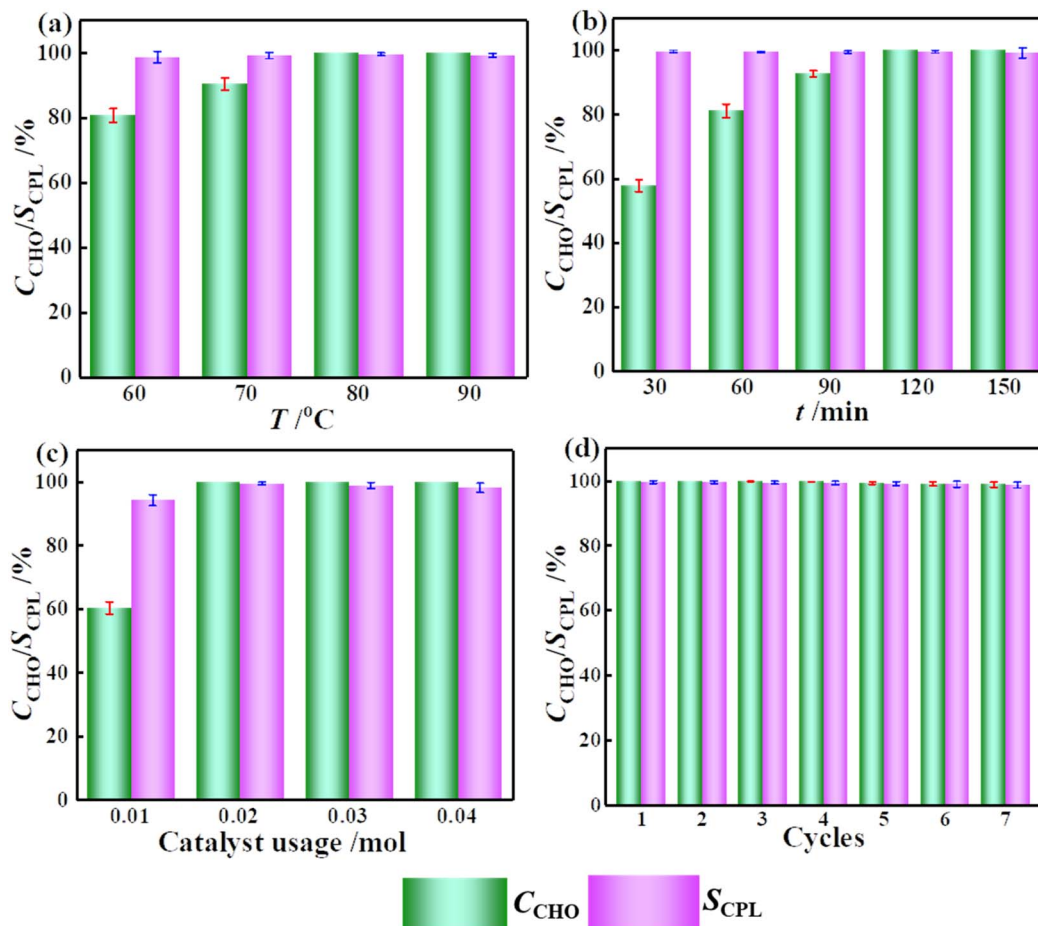 (a)
C_CHO/S_CPL /%
100
80
60
40
20
0
60 70 80 90
T /°C
(b)
C_CHO/S_CPL /%
100
80
60
40
20
0
30 60 90 120 150
t /min
(c)
C_CHO/S_CPL /%
100
80
60
40
20
0
0.01 0.02 0.03 0.04
Catalyst usage /mol
(d)
C_CHO/S_CPL /%
100
80
60
40
20
0
1 2 3 4 5 6 7
Cycles
C_CHO S_CPL